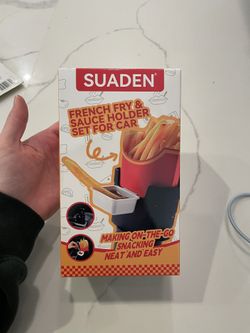 SUADEN®
FRENCH FRY &
SAUCE HOLDER
SET FOR CAR
MAKING ON-THE-GO
SNACKING
NEAT AND EASY